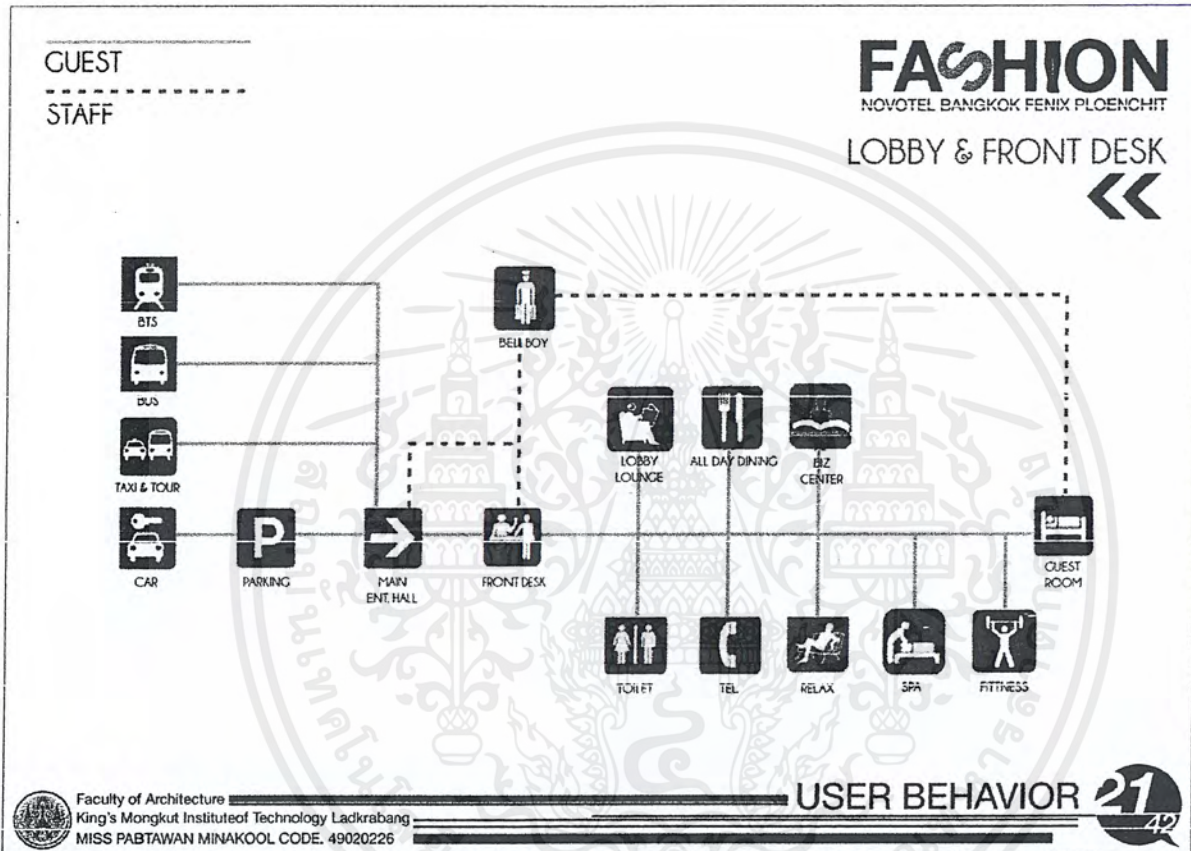 GUEST
STAFF
FASHION
NOVOTEL BANGKOK FENIX PLOENCHIT
LOBBY & FRONT DESK
BTS
BELL BOY
BUS
TAXI & TOUR
LOBBY
LOUNGE
ALL DAY DINING
BIZ
CENTER
CAR
P
PARKING
MAIN
ENT. HALL
FRONT DESK
GUEST
ROOM
TOILET
TEL
RELAX
SPA
FITTNESS
Faculty of Architecture
King's Mongkut Instituteof Technology Ladkrabang
MISS PABTAWAN MINAKOOL CODE. 49020226
USER BEHAVIOR
21
42